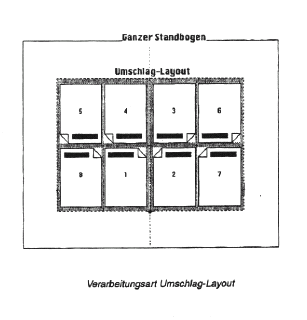 Ganzer Standbogen
Umschlag-Layout
5 4 3 6
8 1 2 7
Verarbeitungsart Umschlag-Layout